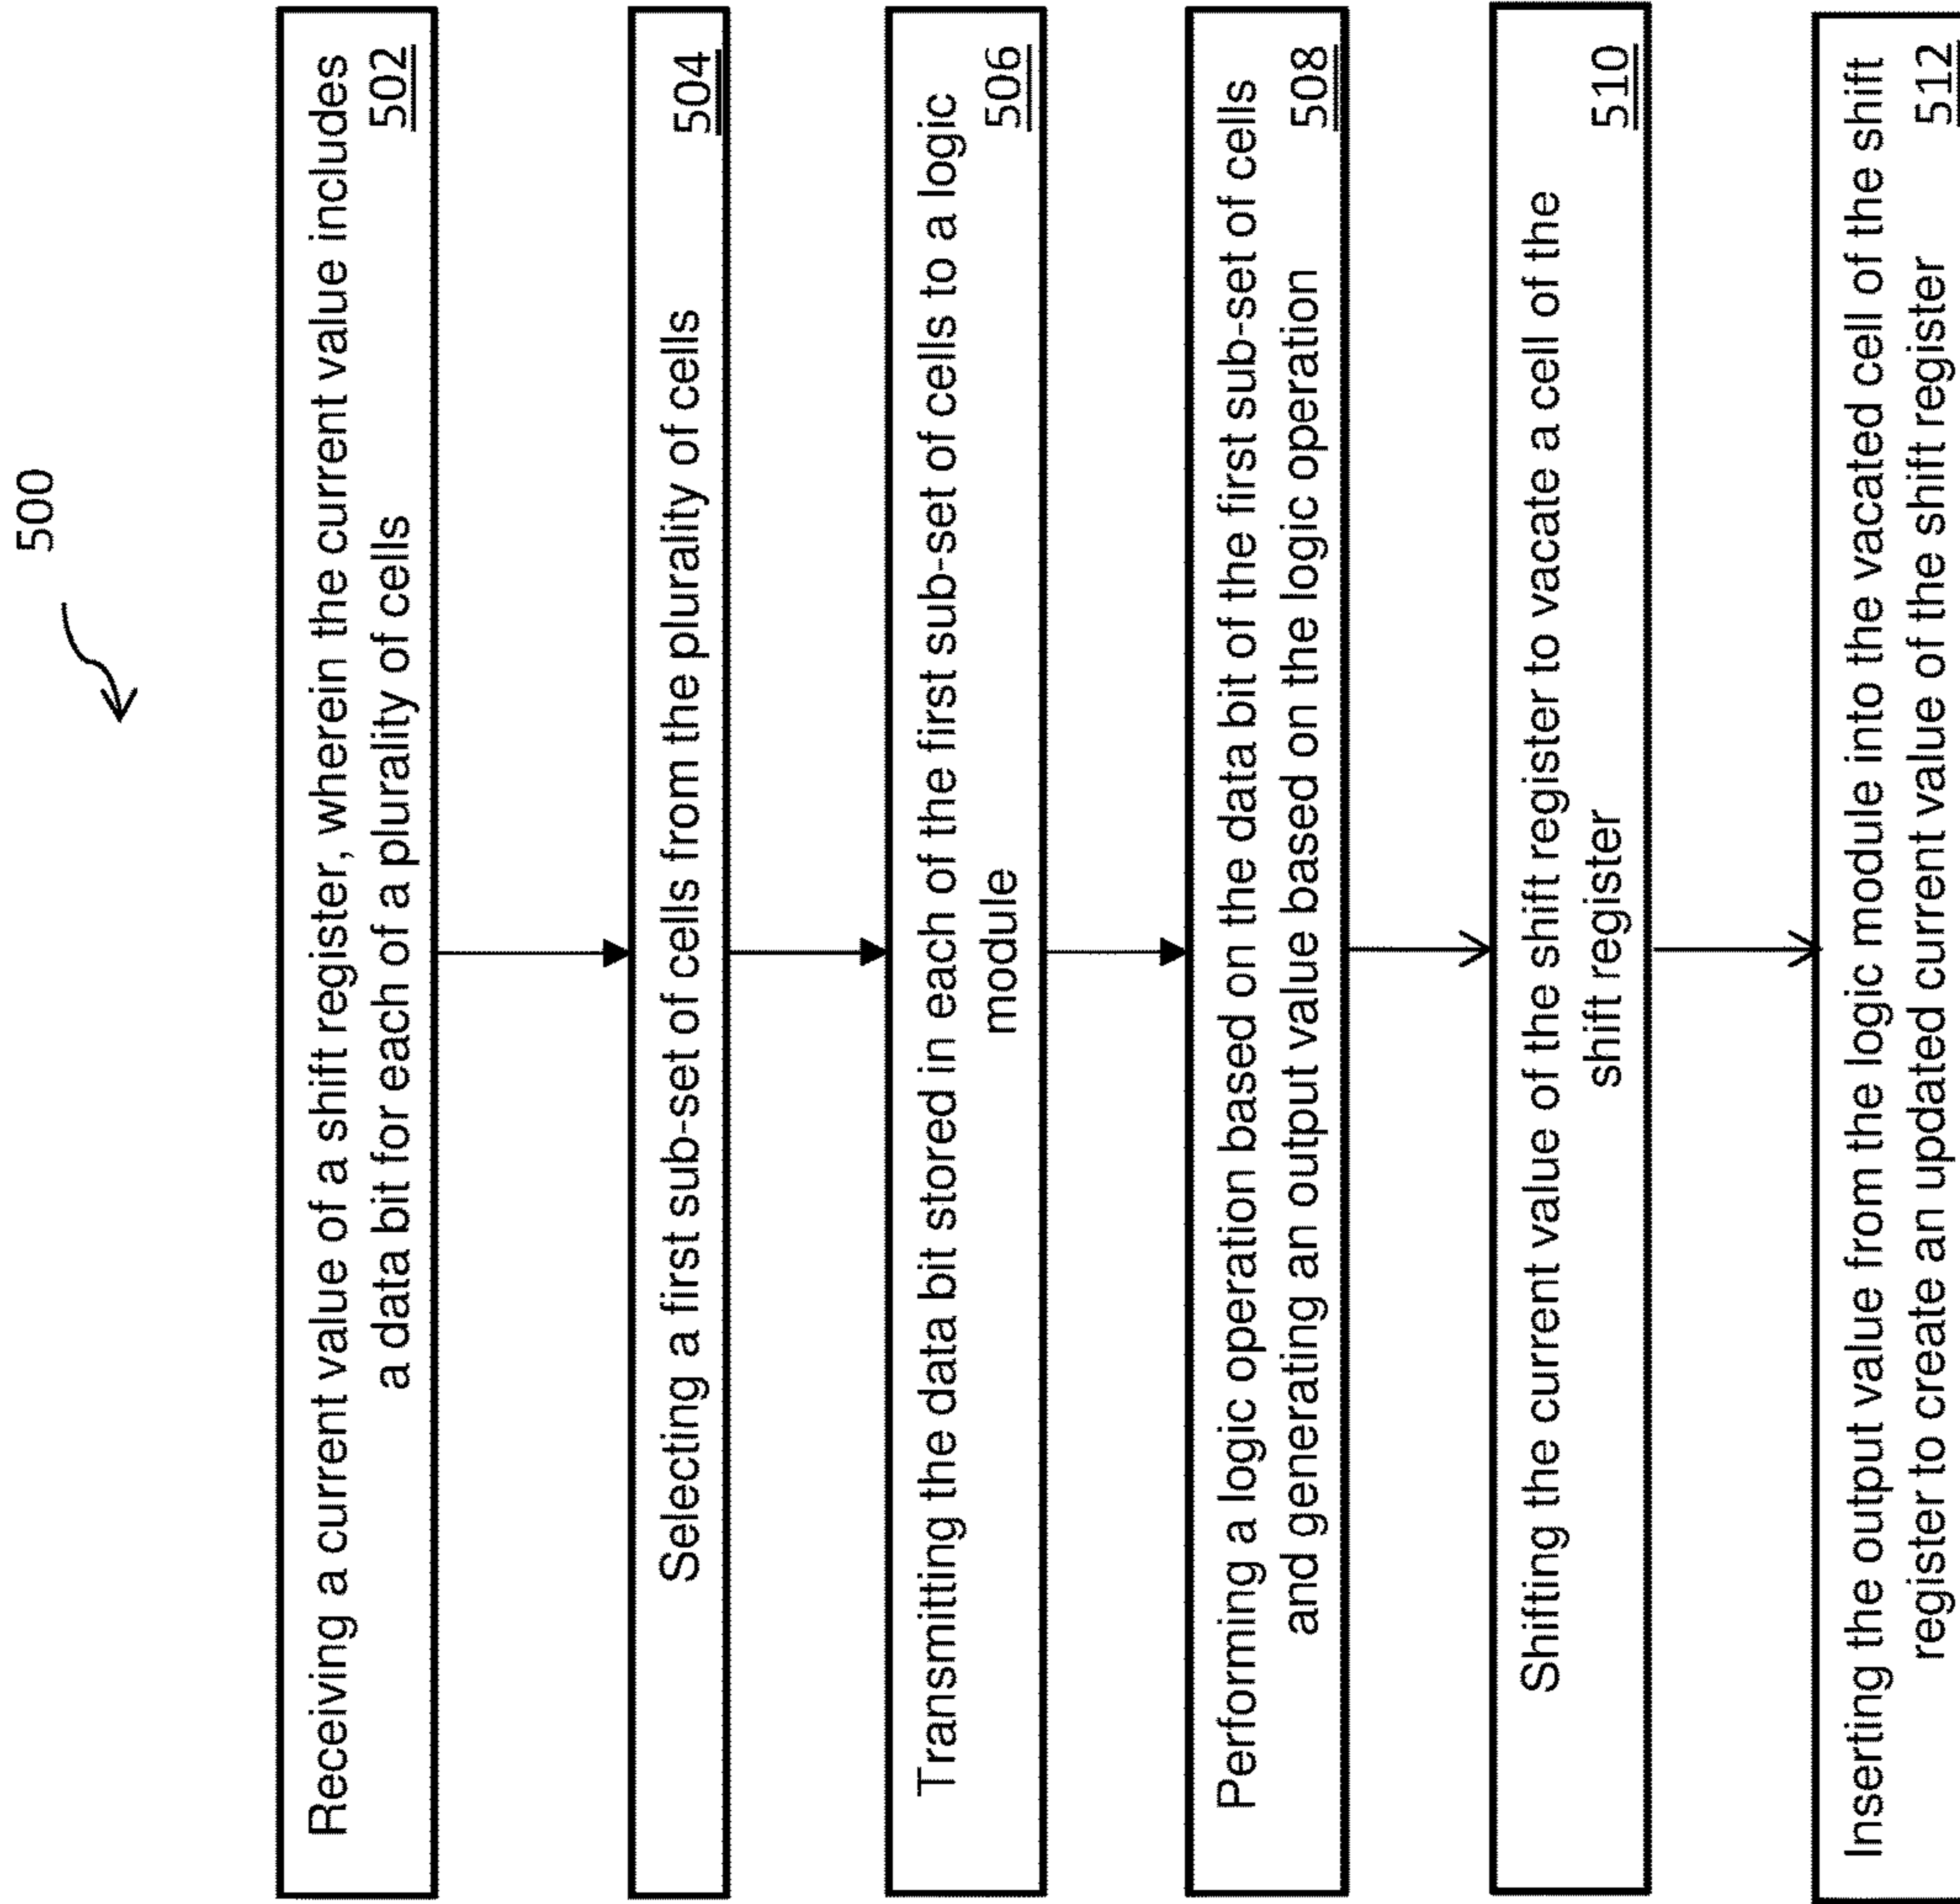 500
Receiving a current value of a shift register, wherein the current value includes
a data bit for each of a plurality of cells
502
Selecting a first sub-set of cells from the plurality of cells
504
Transmitting the data bit stored in each of the first sub-set of cells to a logic
module
506
Performing a logic operation based on the data bit of the first sub-set of cells
and generating an output value based on the logic operation
508
Shifting the current value of the shift register to vacate a cell of the
shift register
510
Inserting the output value from the logic module into the vacated cell of the shift
register to create an updated current value of the shift register
512